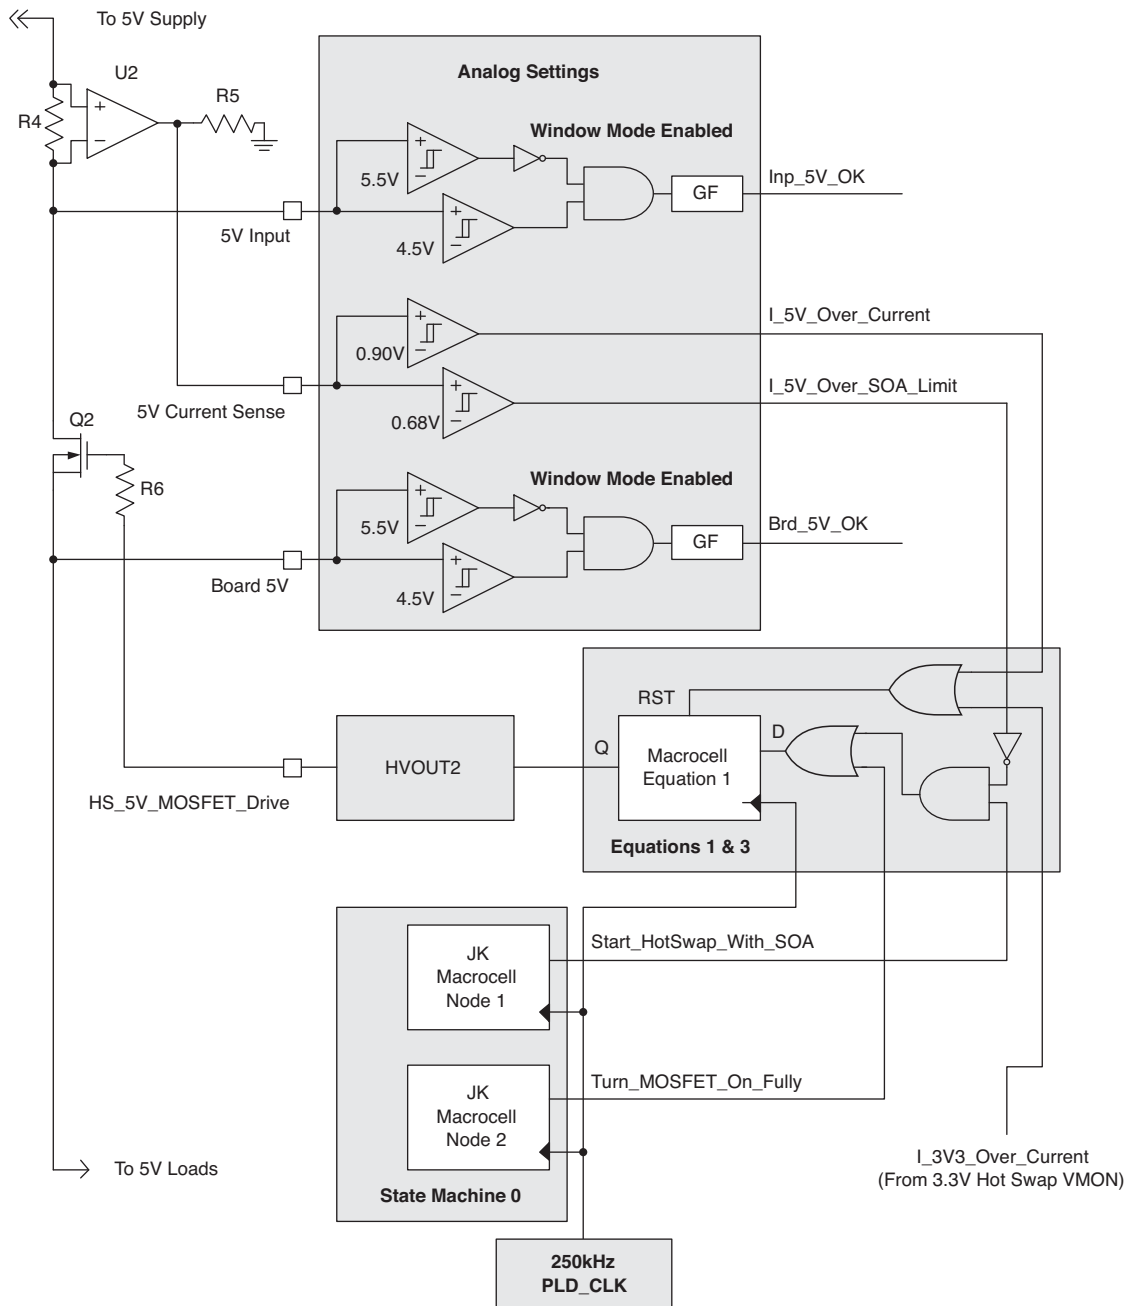 To 5V Supply
U2
R4
+
−
R5
Analog Settings
Window Mode Enabled
+
−
5.5V
+
−
4.5V
GF
Inp_5V_OK
5V Input
+
−
0.90V
I_5V_Over_Current
+
−
0.68V
I_5V_Over_SOA_Limit
5V Current Sense
Q2
R6
Window Mode Enabled
+
−
5.5V
+
−
4.5V
GF
Brd_5V_OK
Board 5V
RST
Q
D
Macrocell
Equation 1
HVOUT2
HS_5V_MOSFET_Drive
Equations 1 & 3
JK
Macrocell
Node 1
Start_HotSwap_With_SOA
JK
Macrocell
Node 2
Turn_MOSFET_On_Fully
State Machine 0
To 5V Loads
I_3V3_Over_Current
(From 3.3V Hot Swap VMON)
250kHz
PLD_CLK